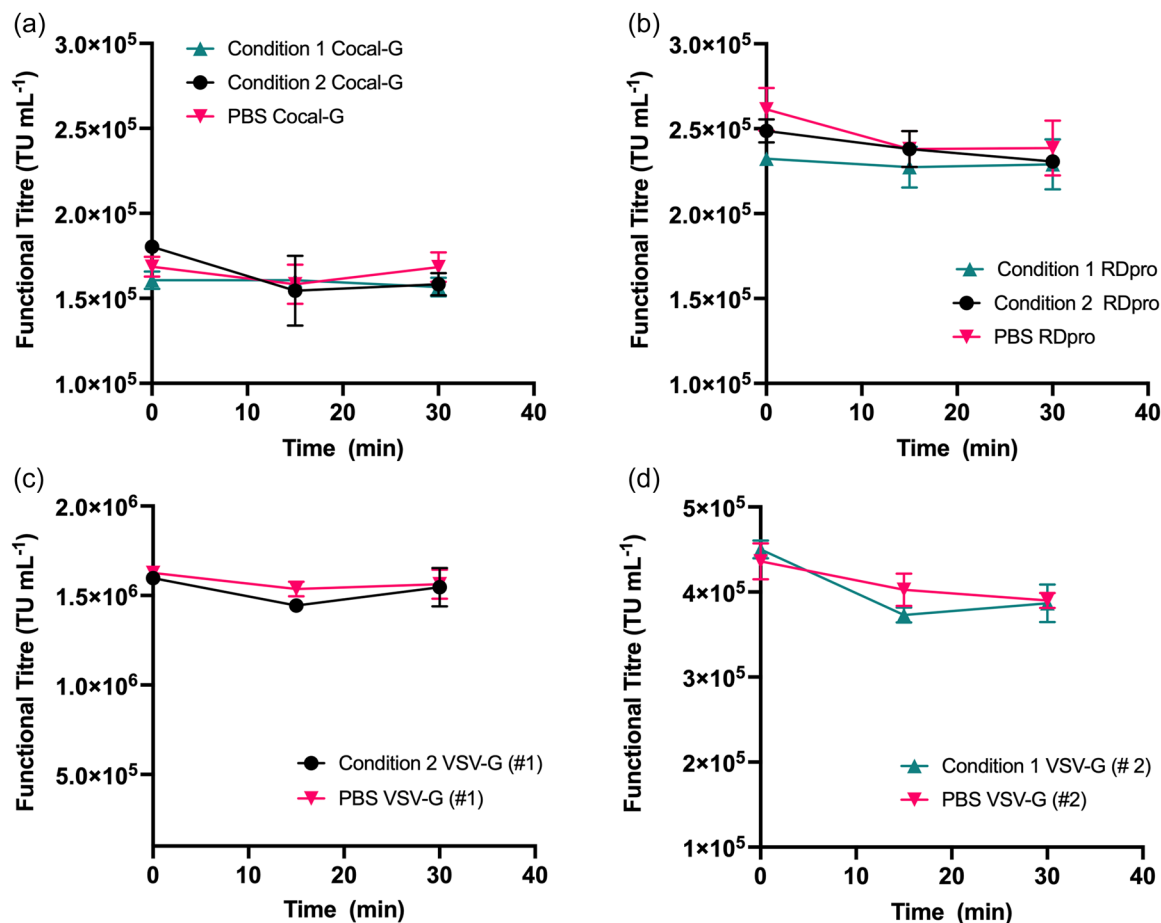 (a)
Functional Titre (TU mL⁻¹)
3.0×10⁵
2.5×10⁵
2.0×10⁵
1.5×10⁵
1.0×10⁵
Condition 1 Cocal-G
Condition 2 Cocal-G
PBS Cocal-G
0 10 20 30 40
Time (min)
(b)
Functional Titre (TU mL⁻¹)
3.0×10⁵
2.5×10⁵
2.0×10⁵
1.5×10⁵
1.0×10⁵
Condition 1 RDpro
Condition 2 RDpro
PBS RDpro
0 10 20 30 40
Time (min)
(c)
Functional Titre (TU mL⁻¹)
2.0×10⁶
1.5×10⁶
1.0×10⁶
5.0×10⁵
Condition 2 VSV-G (#1)
PBS VSV-G (#1)
0 10 20 30 40
Time (min)
(d)
Functional Titre (TU mL⁻¹)
5×10⁵
4×10⁵
3×10⁵
2×10⁵
1×10⁵
Condition 1 VSV-G (# 2)
PBS VSV-G (#2)
0 10 20 30 40
Time (min)